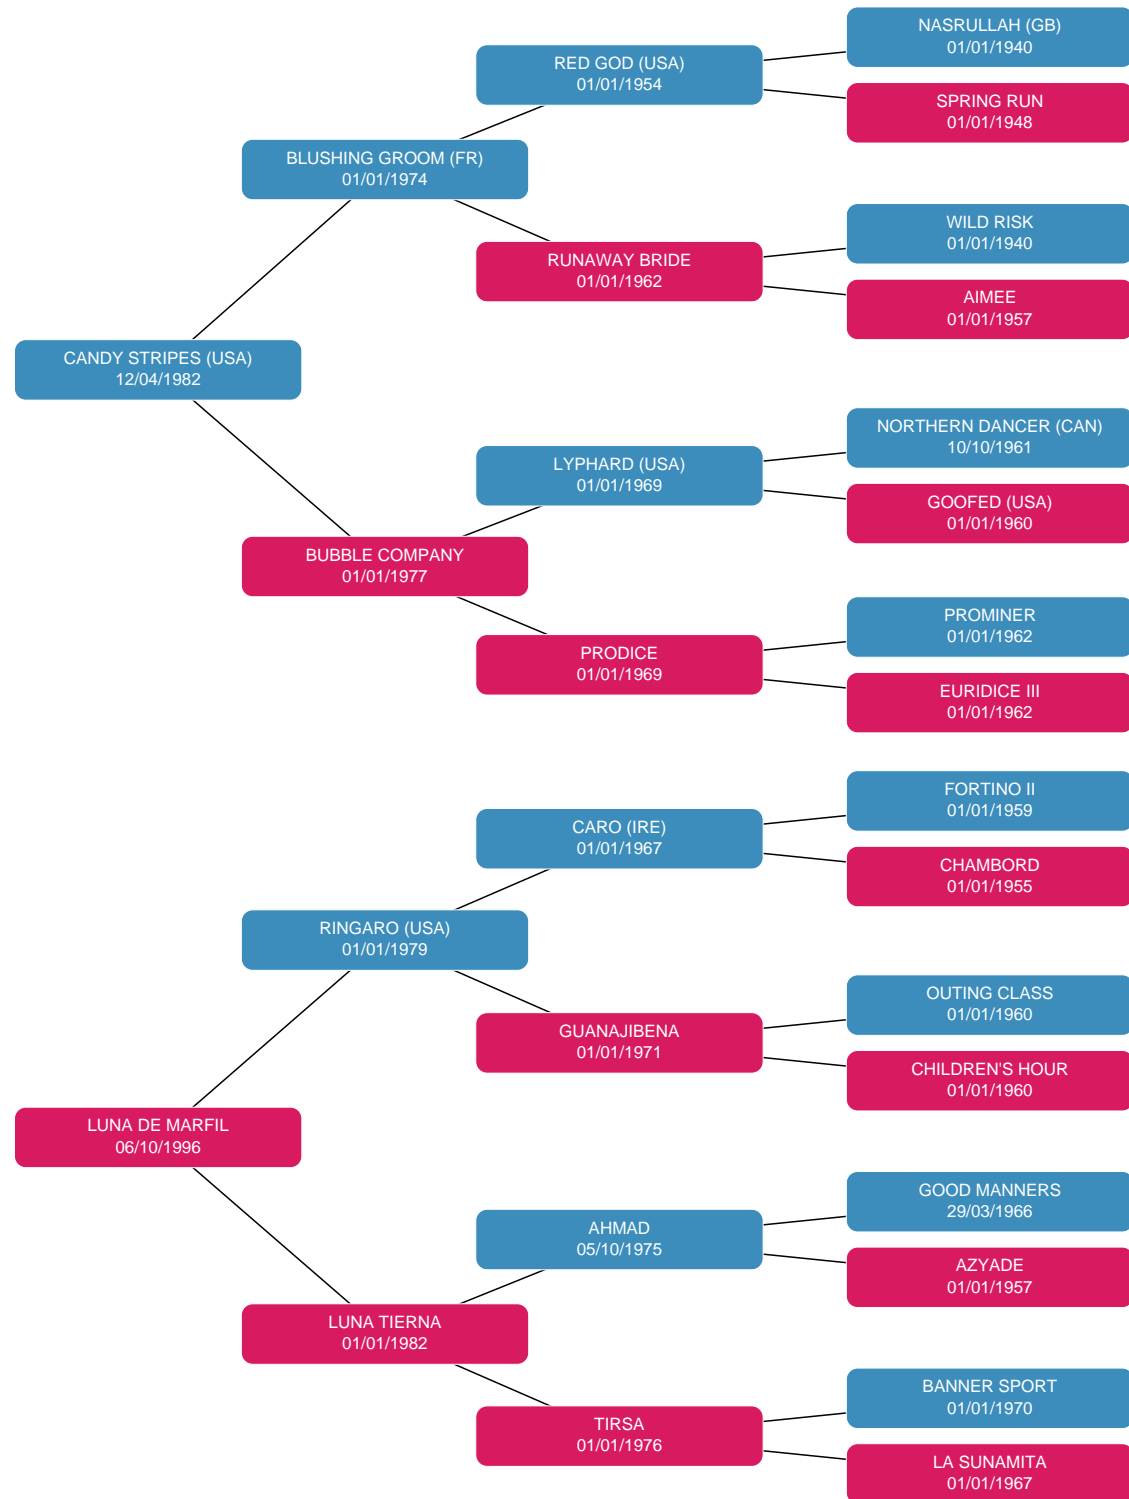 NASRULLAH (GB)
01/01/1940
RED GOD (USA)
01/01/1954
SPRING RUN
01/01/1948
BLUSHING GROOM (FR)
01/01/1974
WILD RISK
01/01/1940
RUNAWAY BRIDE
01/01/1962
AIMEE
01/01/1957
CANDY STRIPES (USA)
12/04/1982
NORTHERN DANCER (CAN)
10/10/1961
LYPHARD (USA)
01/01/1969
GOOFED (USA)
01/01/1960
BUBBLE COMPANY
01/01/1977
PROMINER
01/01/1962
PRODICE
01/01/1969
EURIDICE III
01/01/1962
FORTINO II
01/01/1959
CARO (IRE)
01/01/1967
CHAMBORD
01/01/1955
RINGARO (USA)
01/01/1979
OUTING CLASS
01/01/1960
GUANAJIBENA
01/01/1971
CHILDREN'S HOUR
01/01/1960
LUNA DE MARFIL
06/10/1996
GOOD MANNERS
29/03/1966
AHMAD
05/10/1975
AZYADE
01/01/1957
LUNA TIERNA
01/01/1982
BANNER SPORT
01/01/1970
TIRSA
01/01/1976
LA SUNAMITA
01/01/1967